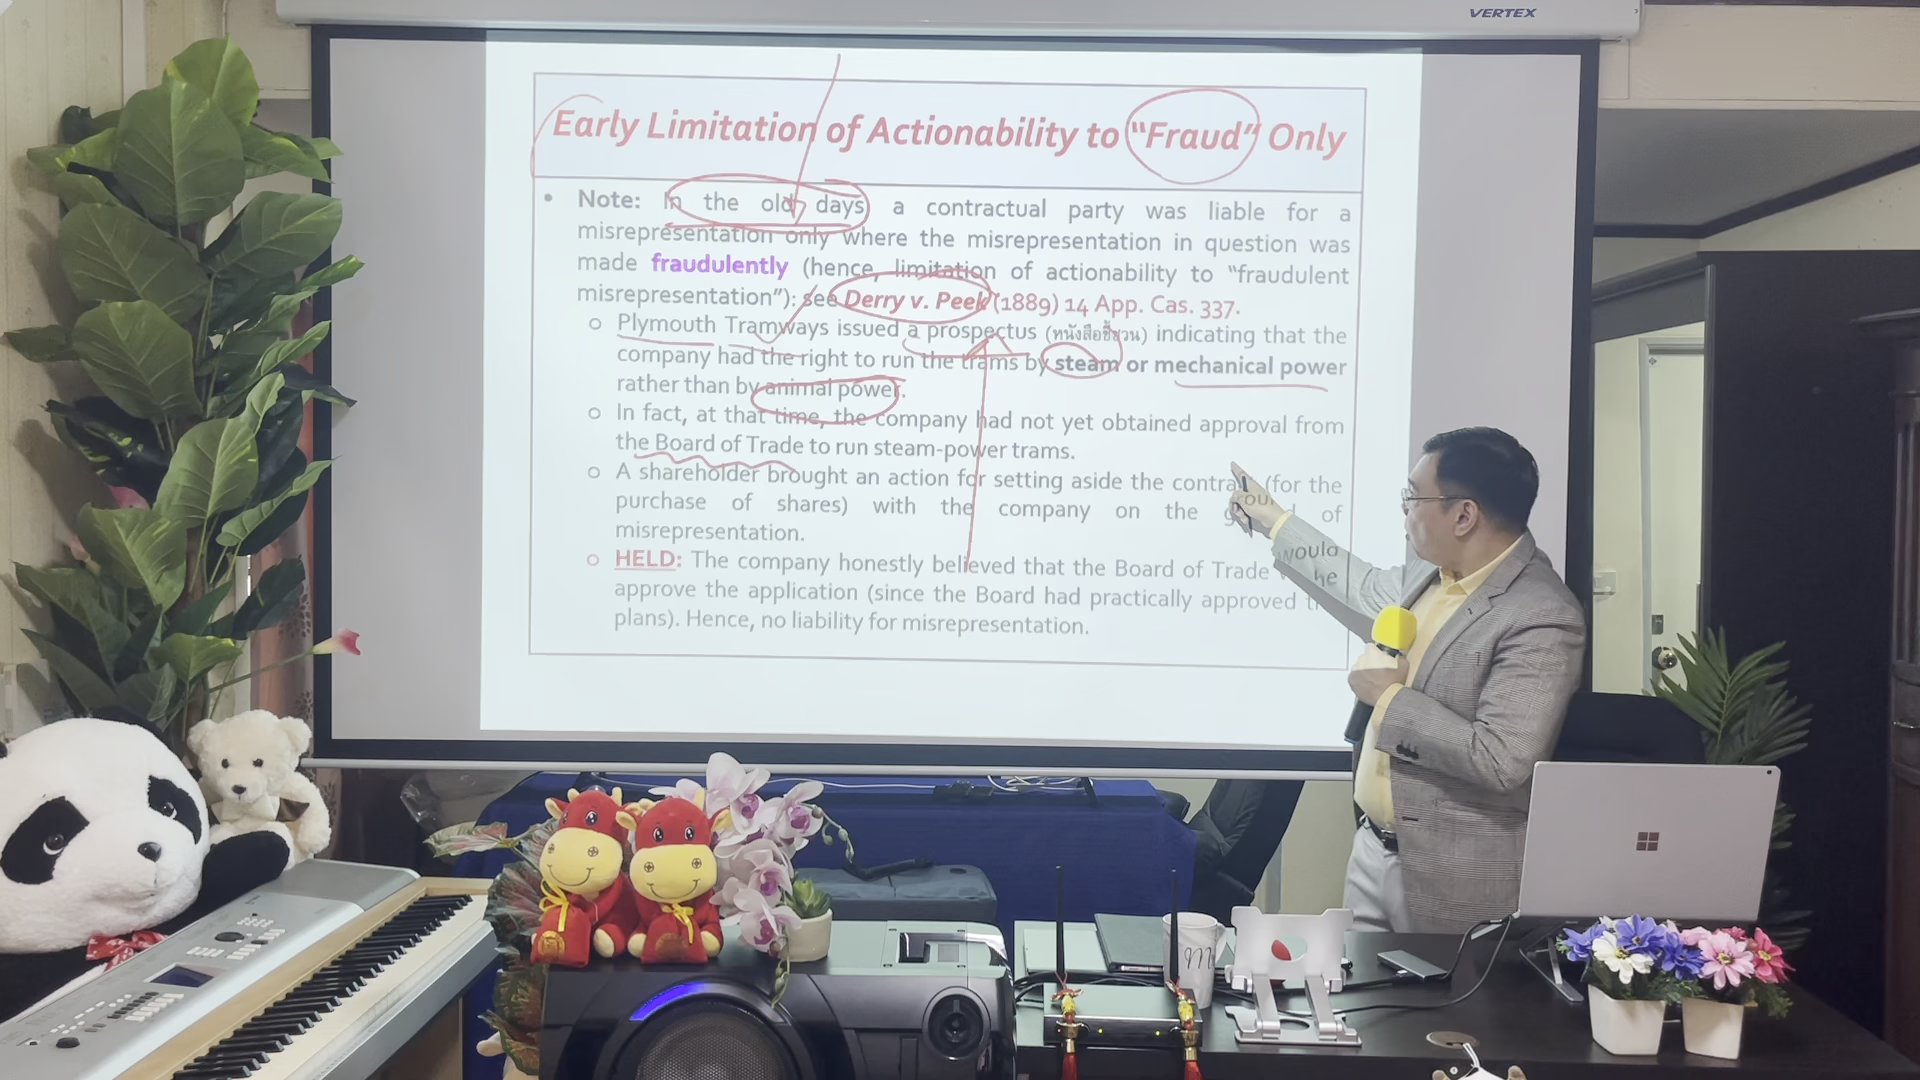 VERTEX
Early Limitation of Actionability to "Fraud" Only
• Note: In the old days a contractual party was liable for a
misrepresentation only where the misrepresentation in question was
made fraudulently (hence, limitation of actionability to "fraudulent
misrepresentation"): see Derry v. Peek (1889) 14 App. Cas. 337.
o Plymouth Tramways issued a prospectus (หนังสือชี้ชวน) indicating that the
company had the right to run the trams by steam or mechanical power
rather than by animal power.
o In fact, at that time, the company had not yet obtained approval from
the Board of Trade to run steam-power trams.
o A shareholder brought an action for setting aside the contra (for the
purchase of shares) with the company on the of
misrepresentation.
o HELD: The company honestly believed that the Board of Trade would
approve the application (since the Board had practically approved he
plans). Hence, no liability for misrepresentation.